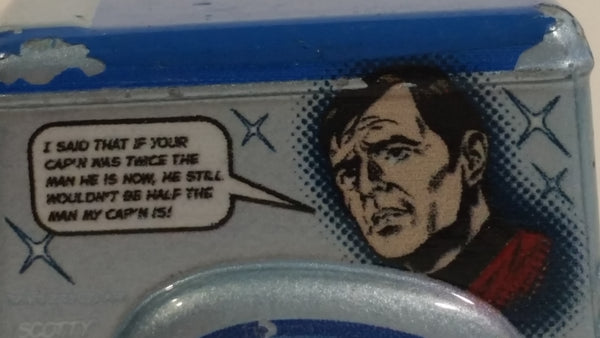 I SAID THAT IF YOUR
CAP'N WAS TWICE THE
MAN HE IS NOW, HE STILL
WOULDN'T BE HALF THE
MAN MY CAP'N IS!
SCOTTY